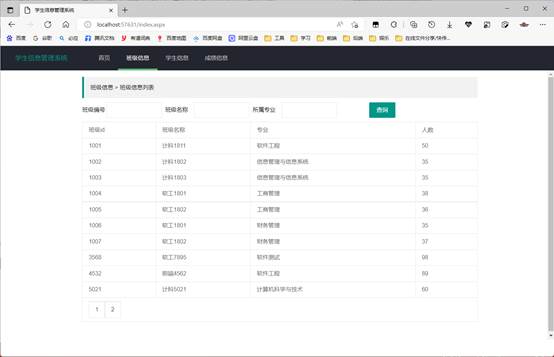 学生信息管理系统
localhost:57631/index.aspx
百度
谷歌
必应
腾讯文档
有道词典
百度地图
百度网盘
阿里云盘
工具
学习
前端
后端
娱乐
在线文件分享/快传...
学生信息管理系统
首页
班级信息
学生信息
成绩信息
班级信息 > 班级信息列表
班级编号 班级名称 所属专业 查询
班级id 班级名称 专业 人数
1001 计科1811 软件工程 50
1002 计科1802 信息管理与信息系统 35
1003 计科1803 信息管理与信息系统 35
1004 软工1801 工商管理 38
1005 软工1802 工商管理 36
1006 软工1801 财务管理 35
1007 软工1802 财务管理 37
3568 软工7895 软件测试 98
4532 4562 软件工程 89
5021 计科5021 计算机科学与技术 60
1 2